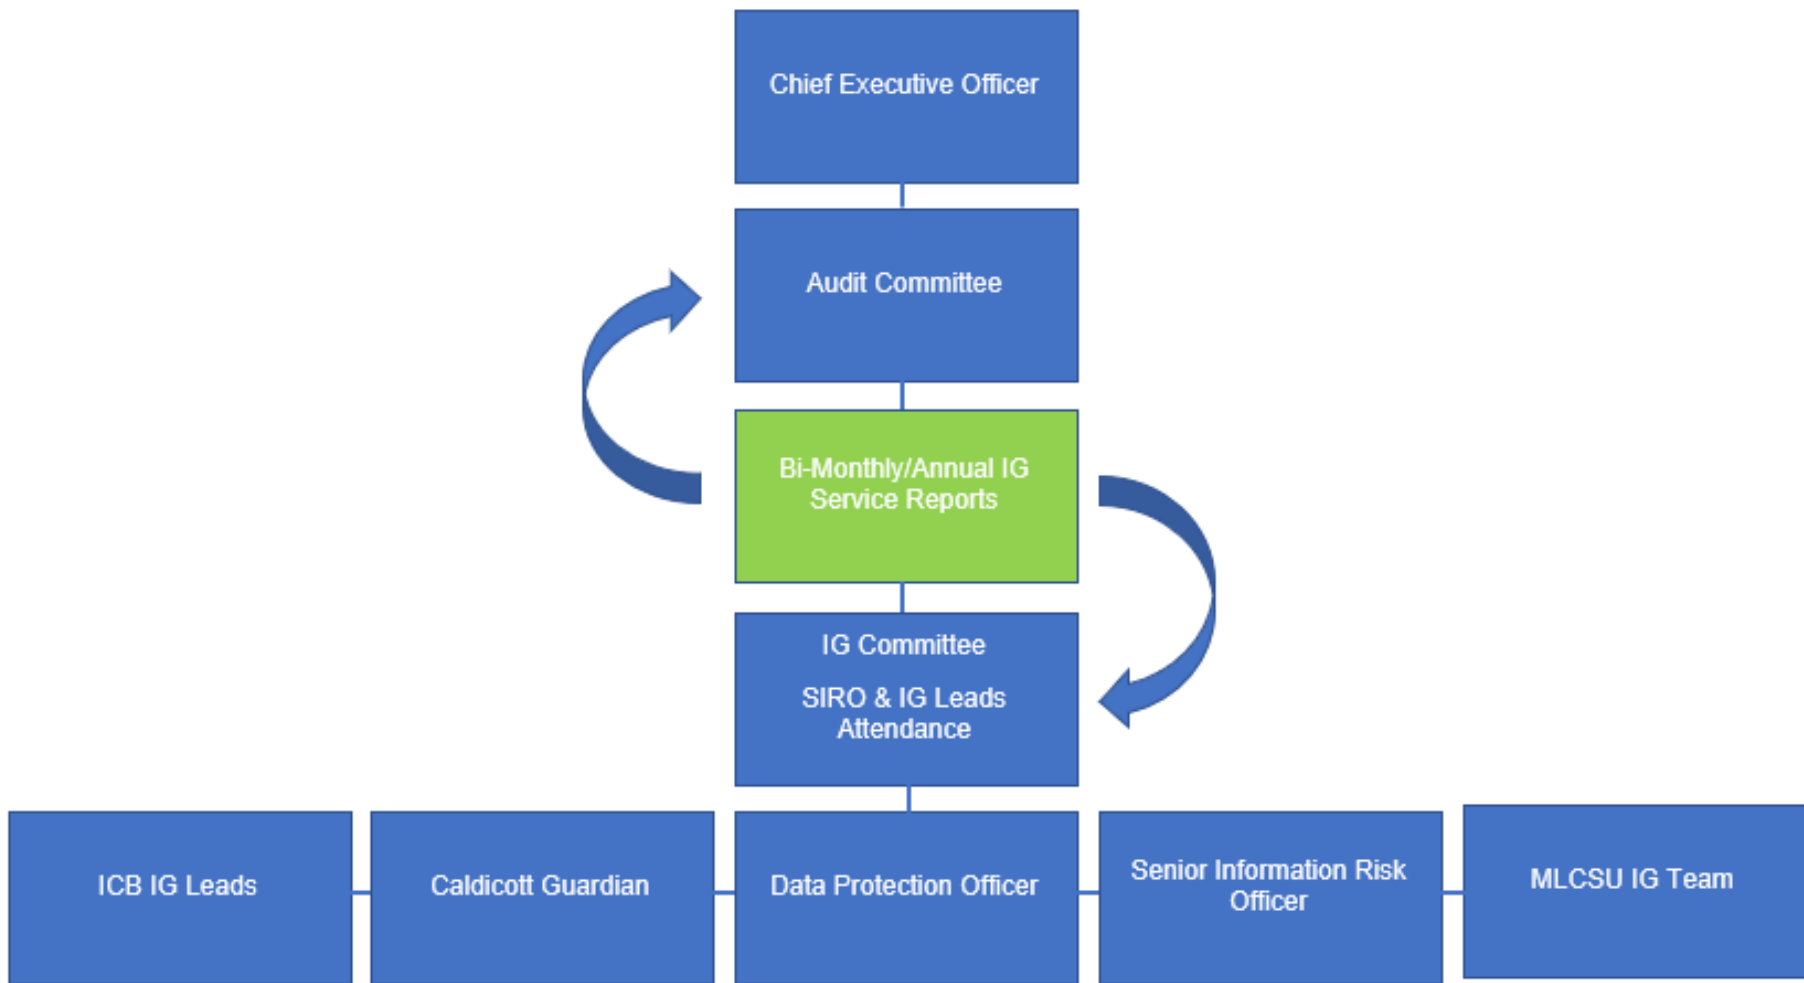 Chief Executive Officer
Audit Committee
Bi-Monthly/Annual IG
Service Reports
IG Committee
SIRO & IG Leads
Attendance
ICB IG Leads
Caldicott Guardian
Data Protection Officer
Senior Information Risk
Officer
MLCSU IG Team